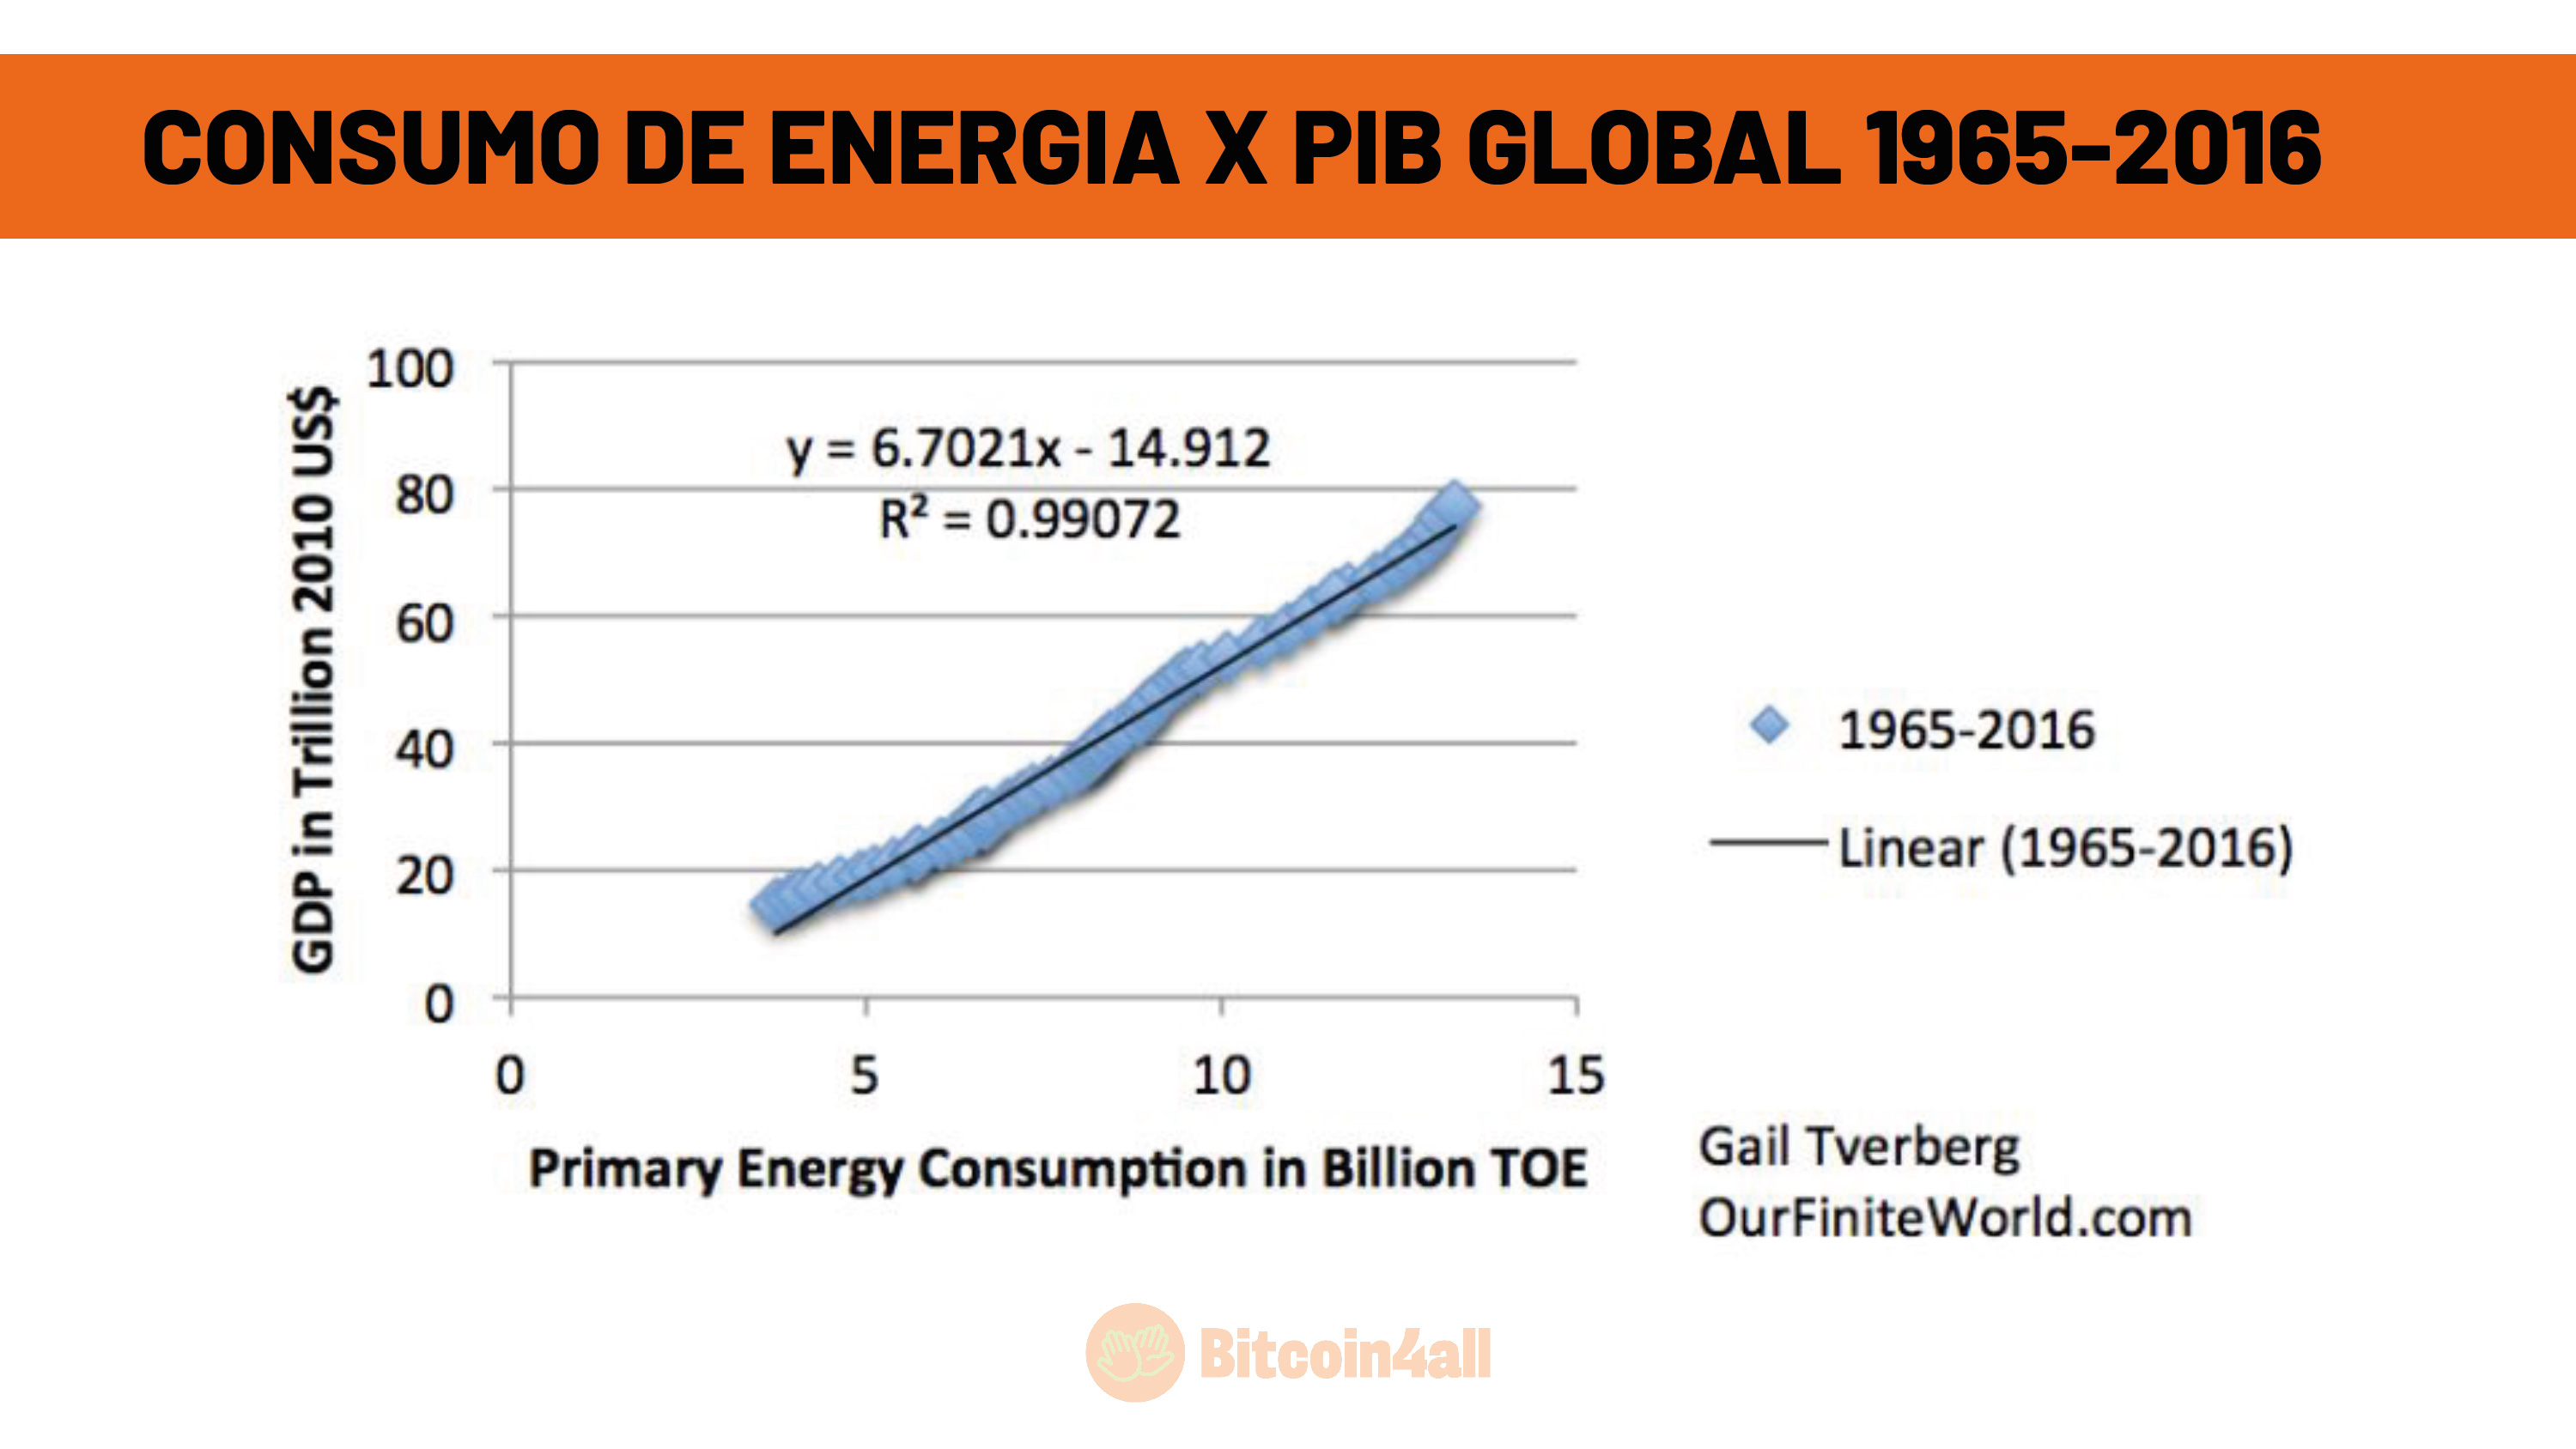 CONSUMO DE ENERGIA X PIB GLOBAL 1965-2016
100
80
60
40
20
0
GDP in Trillion 2010 US$
y = 6.7021x - 14.912
R² = 0.99072
1965-2016
Linear (1965-2016)
0 5 10 15
Primary Energy Consumption in Billion TOE
Gail Tverberg
OurFiniteWorld.com
Bitcoin4all